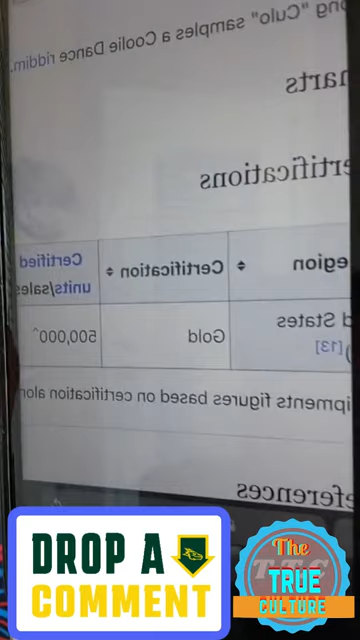 ong "Culo" samples a Coolie Dance riddim.
harts
ertifications
egion
Certification
Certified
units/sales
d States
)[13]
Gold
500,000^
ipments figures based on certification alon
eferences
DROP A
COMMENT
The
TRUE
CULTURE